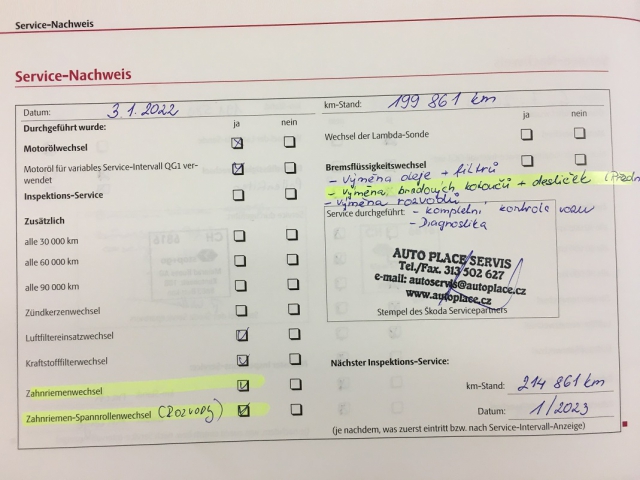 Service-Nachweis
Service-Nachweis
Datum: 3.1.2022
Durchgeführt wurde: ja nein
Motorölwechsel
Motoröl für variables Service-Intervall QG1 ver-
wendet
Inspektions-Service
Zusätzlich
alle 30 000 km
alle 60 000 km
alle 90 000 km
Zündkerzenwechsel
Luftfiltereinsatzwechsel
Kraftstofffilterwechsel
Zahnriemenwechsel
Zahnriemen-Spannrollenwechsel (Rozvody)
km-Stand: 199 861 km
ja nein
Wechsel der Lambda-Sonde
Bremsflüssigkeitswechsel
- výměna oleje + filtrů
- výměna brzdových kotoučů + destiček
- výměna rozvodů
Service durchgeführt: - kompletní kontrola vozu
- Diagnostika
AUTO PLACE SERVIS
Tel./Fax. 313 502 627
e-mail: autoservis@autoplace.cz
www.autoplace.cz
Stempel des Skoda Servicepartners
Nächster Inspektions-Service:
km-Stand: 214 861 km
Datum: 1/2023
(je nachdem, was zuerst eintritt bzw. nach Service-Intervall-Anzeige)